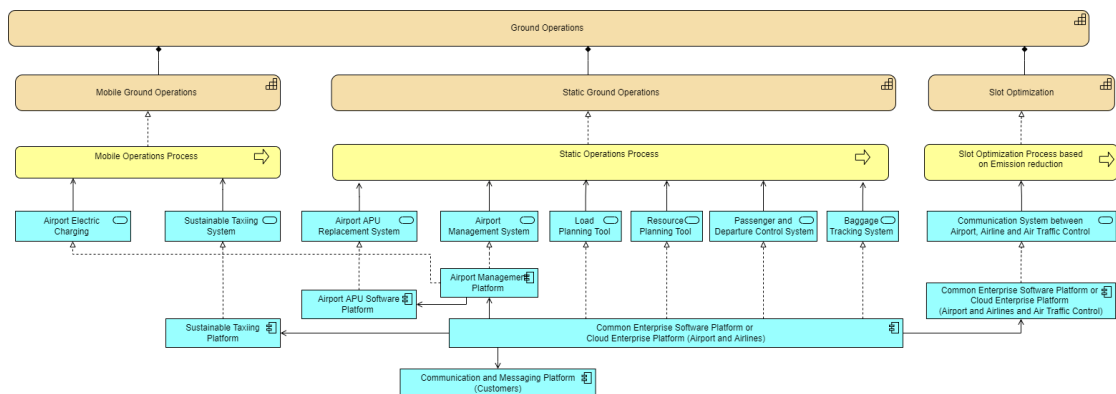 Ground Operations
Mobile Ground Operations
Static Ground Operations
Slot Optimization
Mobile Operations Process
Static Operations Process
Slot Optimization Process based
on Emission reduction
Airport Electric
Charging
Sustainable Taxiing
System
Airport APU
Replacement System
Airport
Management System
Load
Planning Tool
Resource
Planning Tool
Passenger and
Departure Control System
Baggage
Tracking System
Communication System between
Airport, Airline and Air Traffic Control
Airport Management
Platform
Airport APU Software
Platform
Common Enterprise Software Platform or
Cloud Enterprise Platform
(Airport and Airlines and Air Traffic Control)
Sustainable Taxiing
Platform
Common Enterprise Software Platform or
Cloud Enterprise Platform (Airport and Airlines)
Communication and Messaging Platform
(Customers)